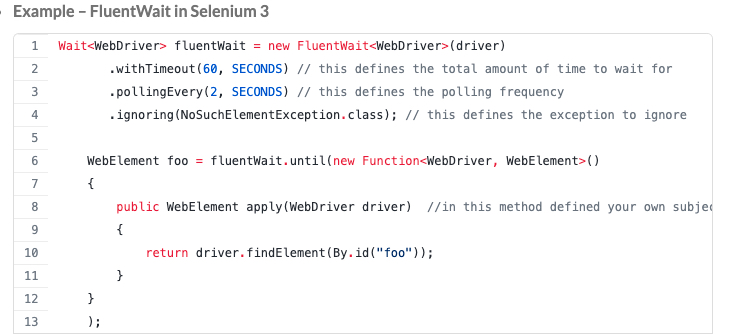 Example – FluentWait in Selenium 3
1 Wait<WebDriver> fluentWait = new FluentWait<WebDriver>(driver)
2 .withTimeout(60, SECONDS) // this defines the total amount of time to wait for
3 .pollingEvery(2, SECONDS) // this defines the polling frequency
4 .ignoring(NoSuchElementException.class); // this defines the exception to ignore
5
6 WebElement foo = fluentWait.until(new Function<WebDriver, WebElement>()
7 {
8 public WebElement apply(WebDriver driver) //in this method defined your own
9 {
10 return driver.findElement(By.id("foo"));
11 }
12 }
13 );